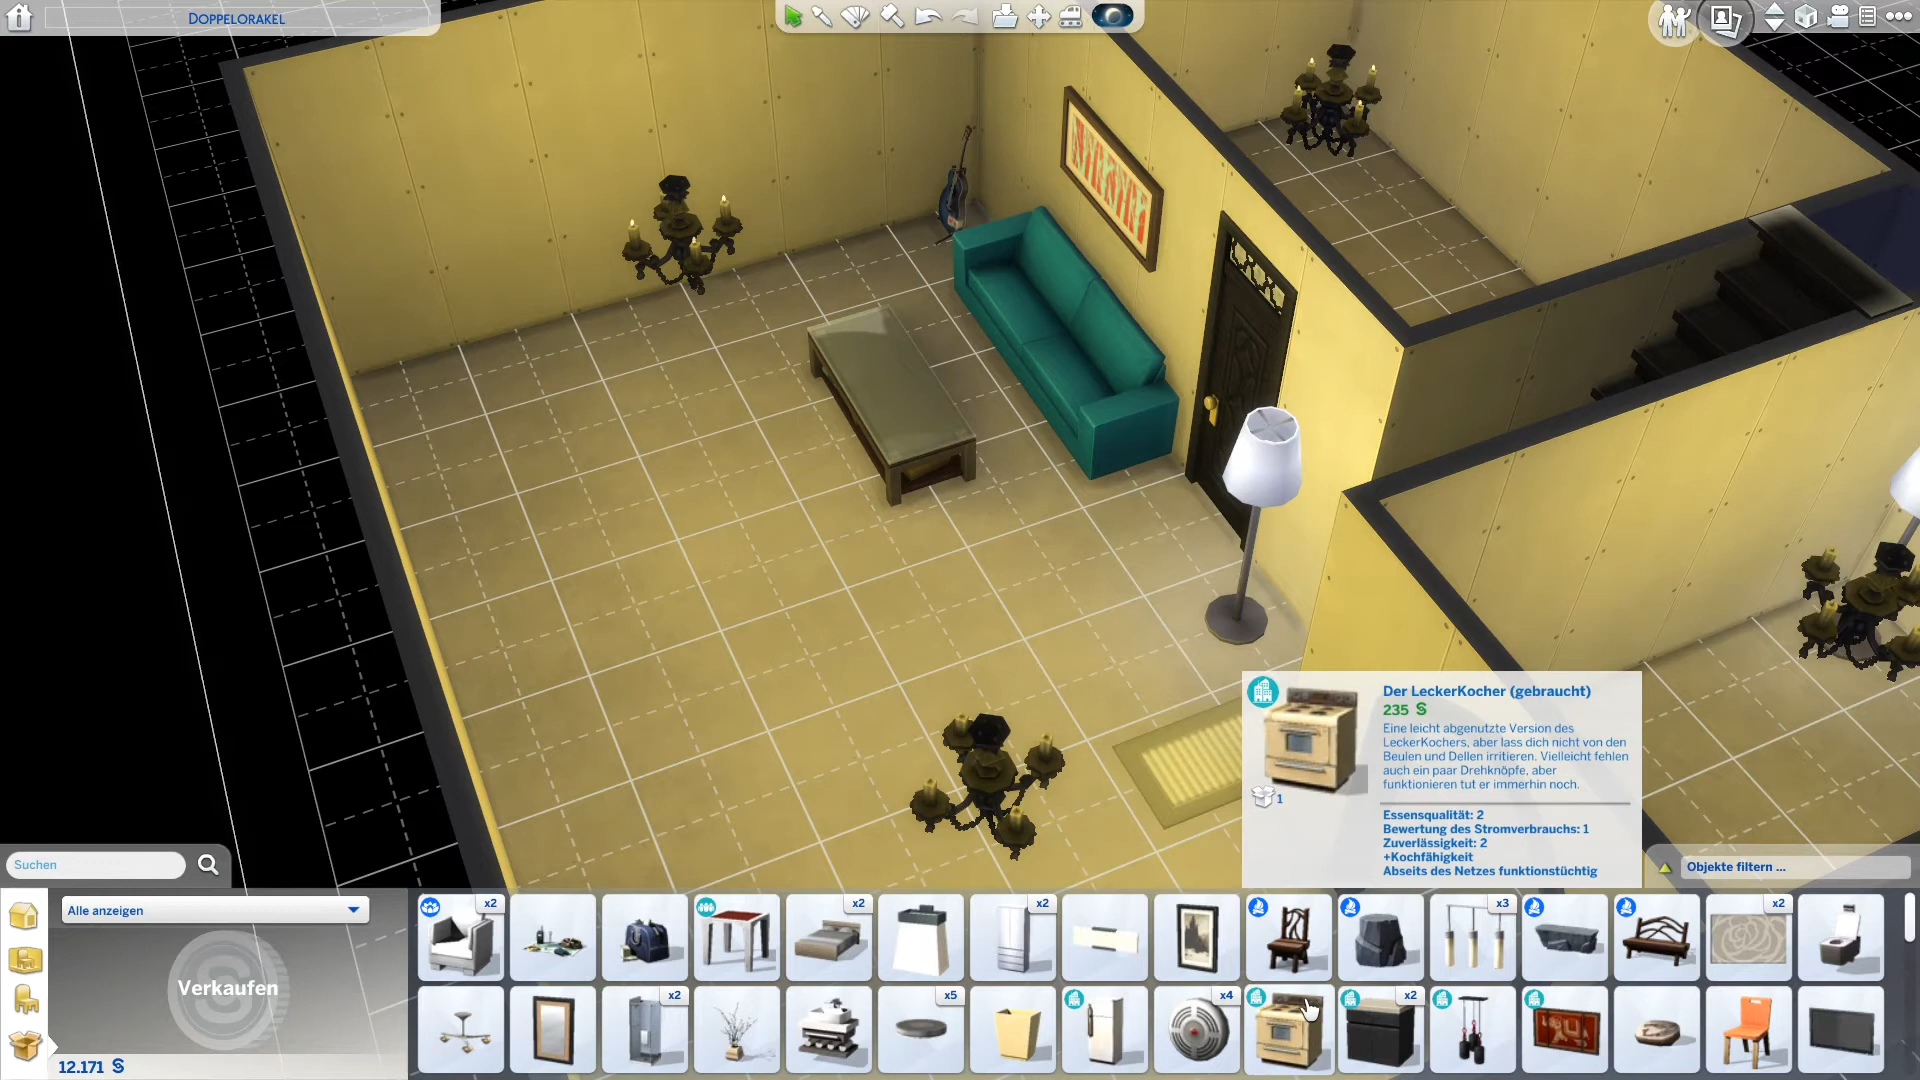 Doppelorakel
Der LeckerKocher (gebraucht)
235 §
Eine leicht abgenutzte Version des
LeckerKochers, aber lass dich nicht von den
Beulen und Dellen irritieren. Vielleicht fehlen
auch ein paar Drehknöpfe, aber
funktionieren tut er immerhin noch.
1
Essensqualität: 2
Bewertung des Stromverbrauchs: 1
Zuverlässigkeit: 2
+Kochfähigkeit
Abseits des Netzes funktionstüchtig
Suchen
Objekte filtern ...
Alle anzeigen
x2
x2
x2
x3
x2
Verkaufen
x2
x5
x4
x2
12.171 §